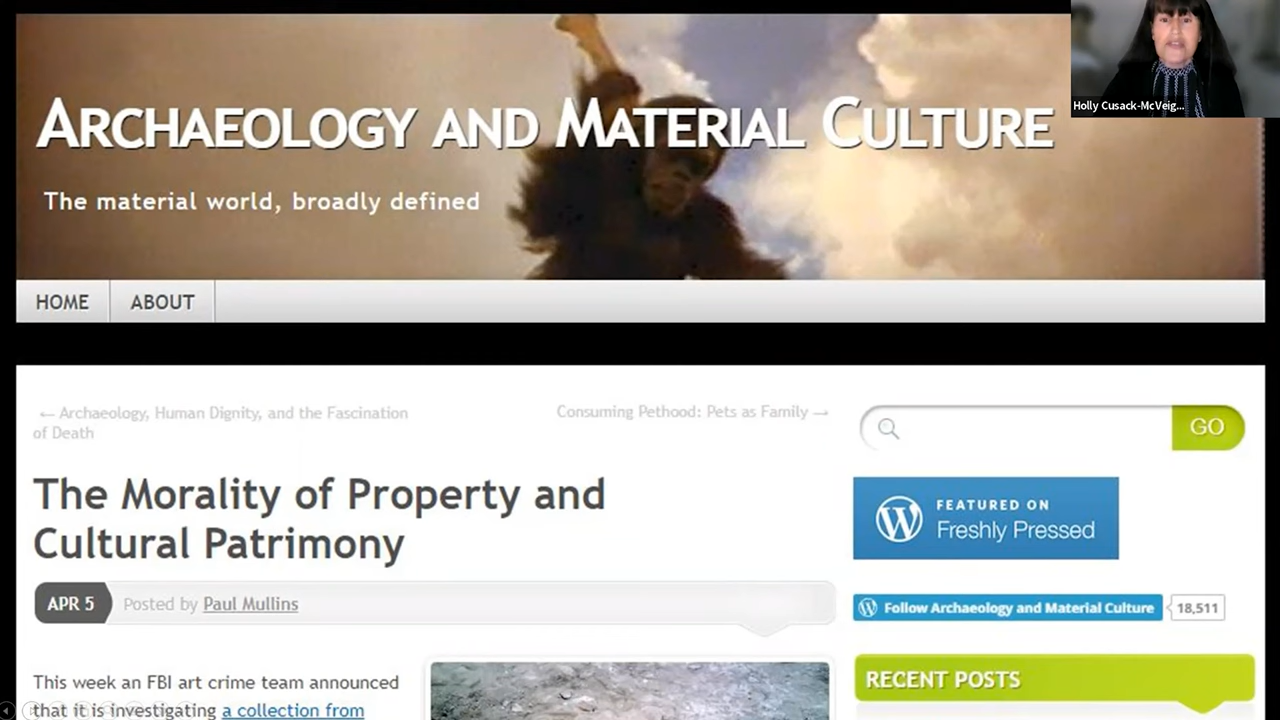 Holly Cusack-McVeig...
ARCHAEOLOGY AND MATERIAL CULTURE
The material world, broadly defined
HOME
ABOUT
← Archaeology, Human Dignity, and the Fascination
of Death
Consuming Pethood: Pets as Family →
GO
The Morality of Property and
Cultural Patrimony
FEATURED ON
Freshly Pressed
APR 5
Posted by Paul Mullins
Follow Archaeology and Material Culture
18,511
This week an FBI art crime team announced
that it is investigating a collection from
RECENT POSTS